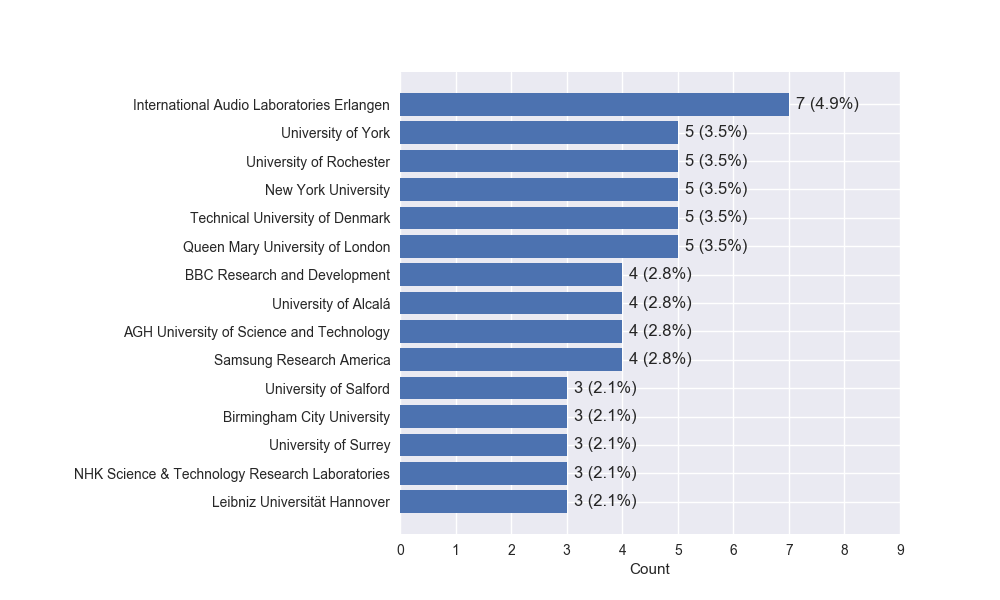 International Audio Laboratories Erlangen 7 (4.9%)
University of York 5 (3.5%)
University of Rochester 5 (3.5%)
New York University 5 (3.5%)
Technical University of Denmark 5 (3.5%)
Queen Mary University of London 5 (3.5%)
BBC Research and Development 4 (2.8%)
University of Alcalá 4 (2.8%)
AGH University of Science and Technology 4 (2.8%)
Samsung Research America 4 (2.8%)
University of Salford 3 (2.1%)
Birmingham City University 3 (2.1%)
University of Surrey 3 (2.1%)
NHK Science & Technology Research Laboratories 3 (2.1%)
Leibniz Universität Hannover 3 (2.1%)
0 1 2 3 4 5 6 7 8 9
Count